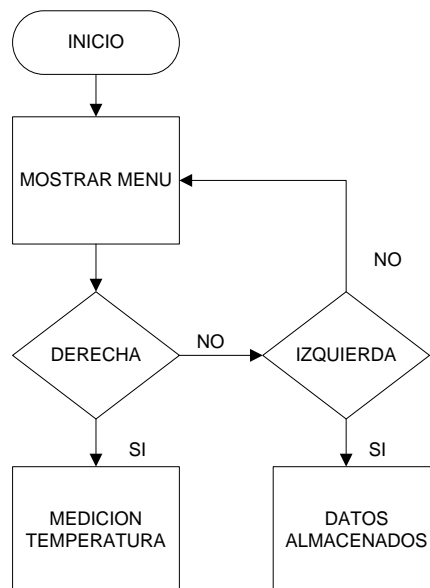 INICIO
MOSTRAR MENU
NO
DERECHA
NO
IZQUIERDA
SI
SI
MEDICION
TEMPERATURA
DATOS
ALMACENADOS